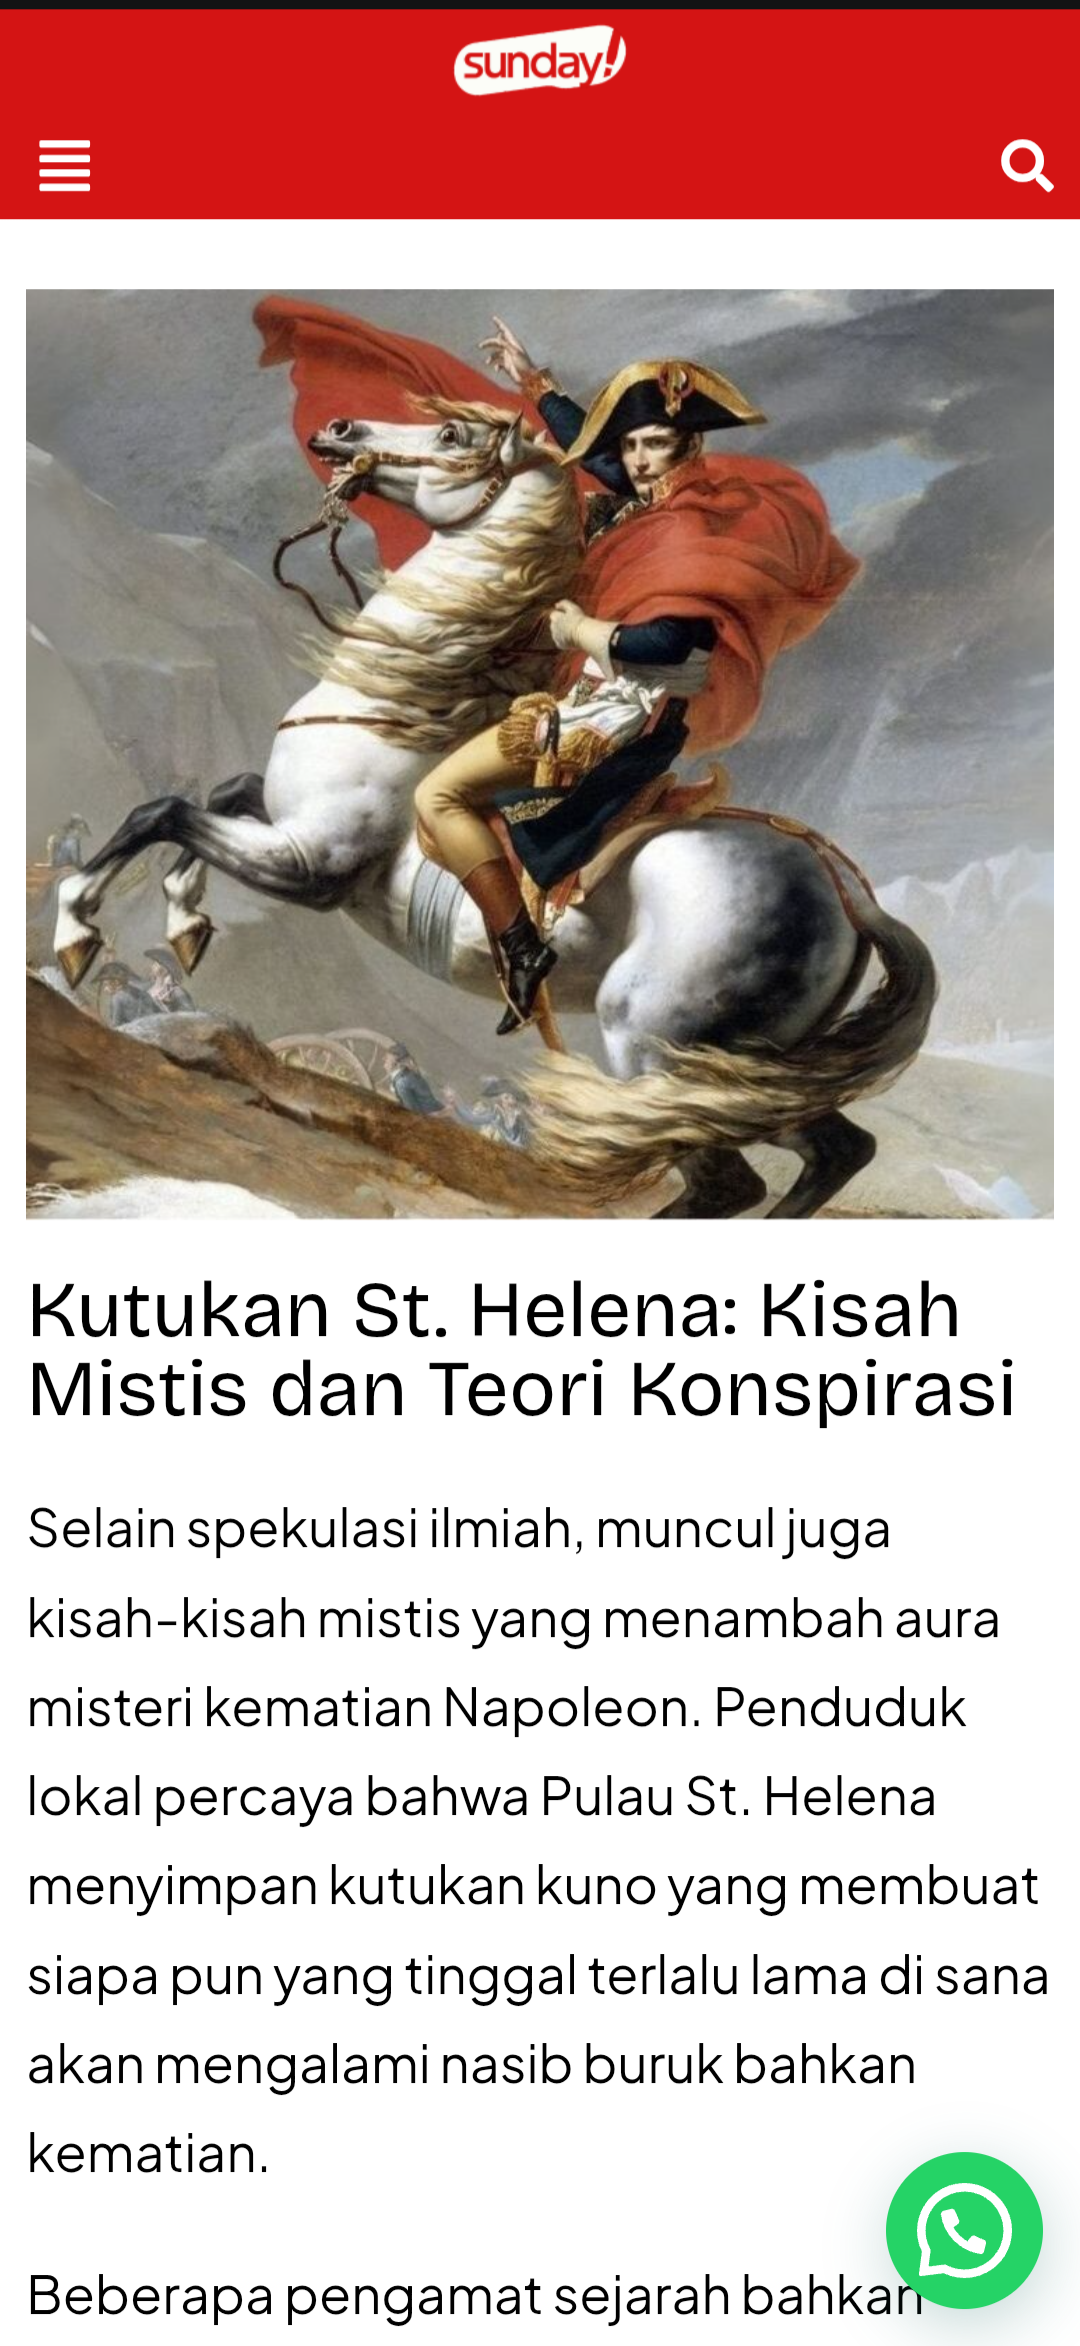 sunday!
Kutukan St. Helena: Kisah
Mistis dan Teori Konspirasi
Selain spekulasi ilmiah, muncul juga
kisah-kisah mistis yang menambah aura
misteri kematian Napoleon. Penduduk
lokal percaya bahwa Pulau St. Helena
menyimpan kutukan kuno yang membuat
siapa pun yang tinggal terlalu lama di sana
akan mengalami nasib buruk bahkan
kematian.
Beberapa pengamat sejarah bahkan